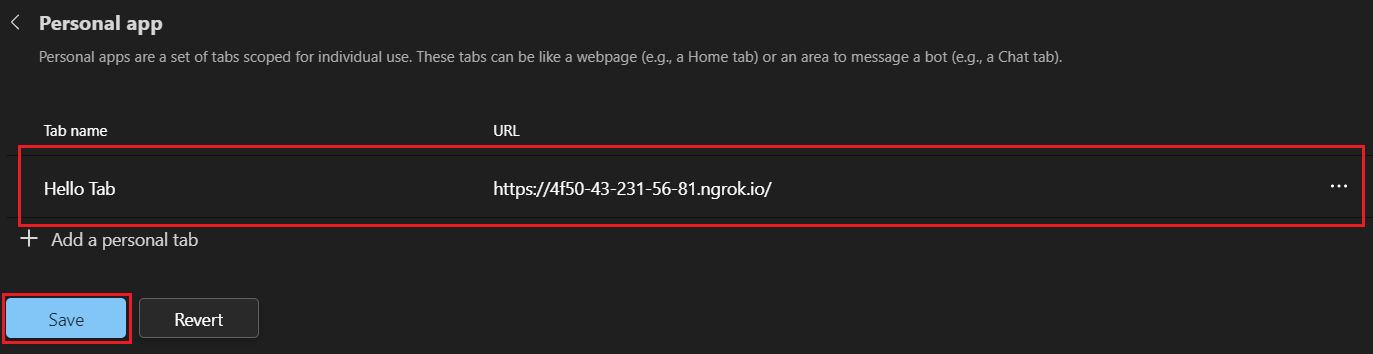 Personal app
Personal apps are a set of tabs scoped for individual use. These tabs can be like a webpage (e.g., a Home tab) or an area to message a bot (e.g., a Chat tab).
Tab name URL
Hello Tab https://4f50-43-231-56-81.ngrok.io/ ...
Add a personal tab
Save Revert